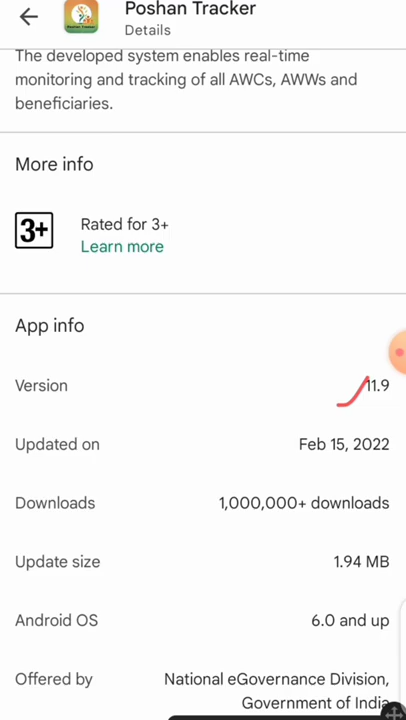 Poshan Tracker
Details
The developed system enables real-time
monitoring and tracking of all AWCs, AWWs and
beneficiaries.
More info
3+
Rated for 3+
Learn more
App info
Version 11.9
Updated on Feb 15, 2022
Downloads 1,000,000+ downloads
Update size 1.94 MB
Android OS 6.0 and up
Offered by National eGovernance Division,
Government of India